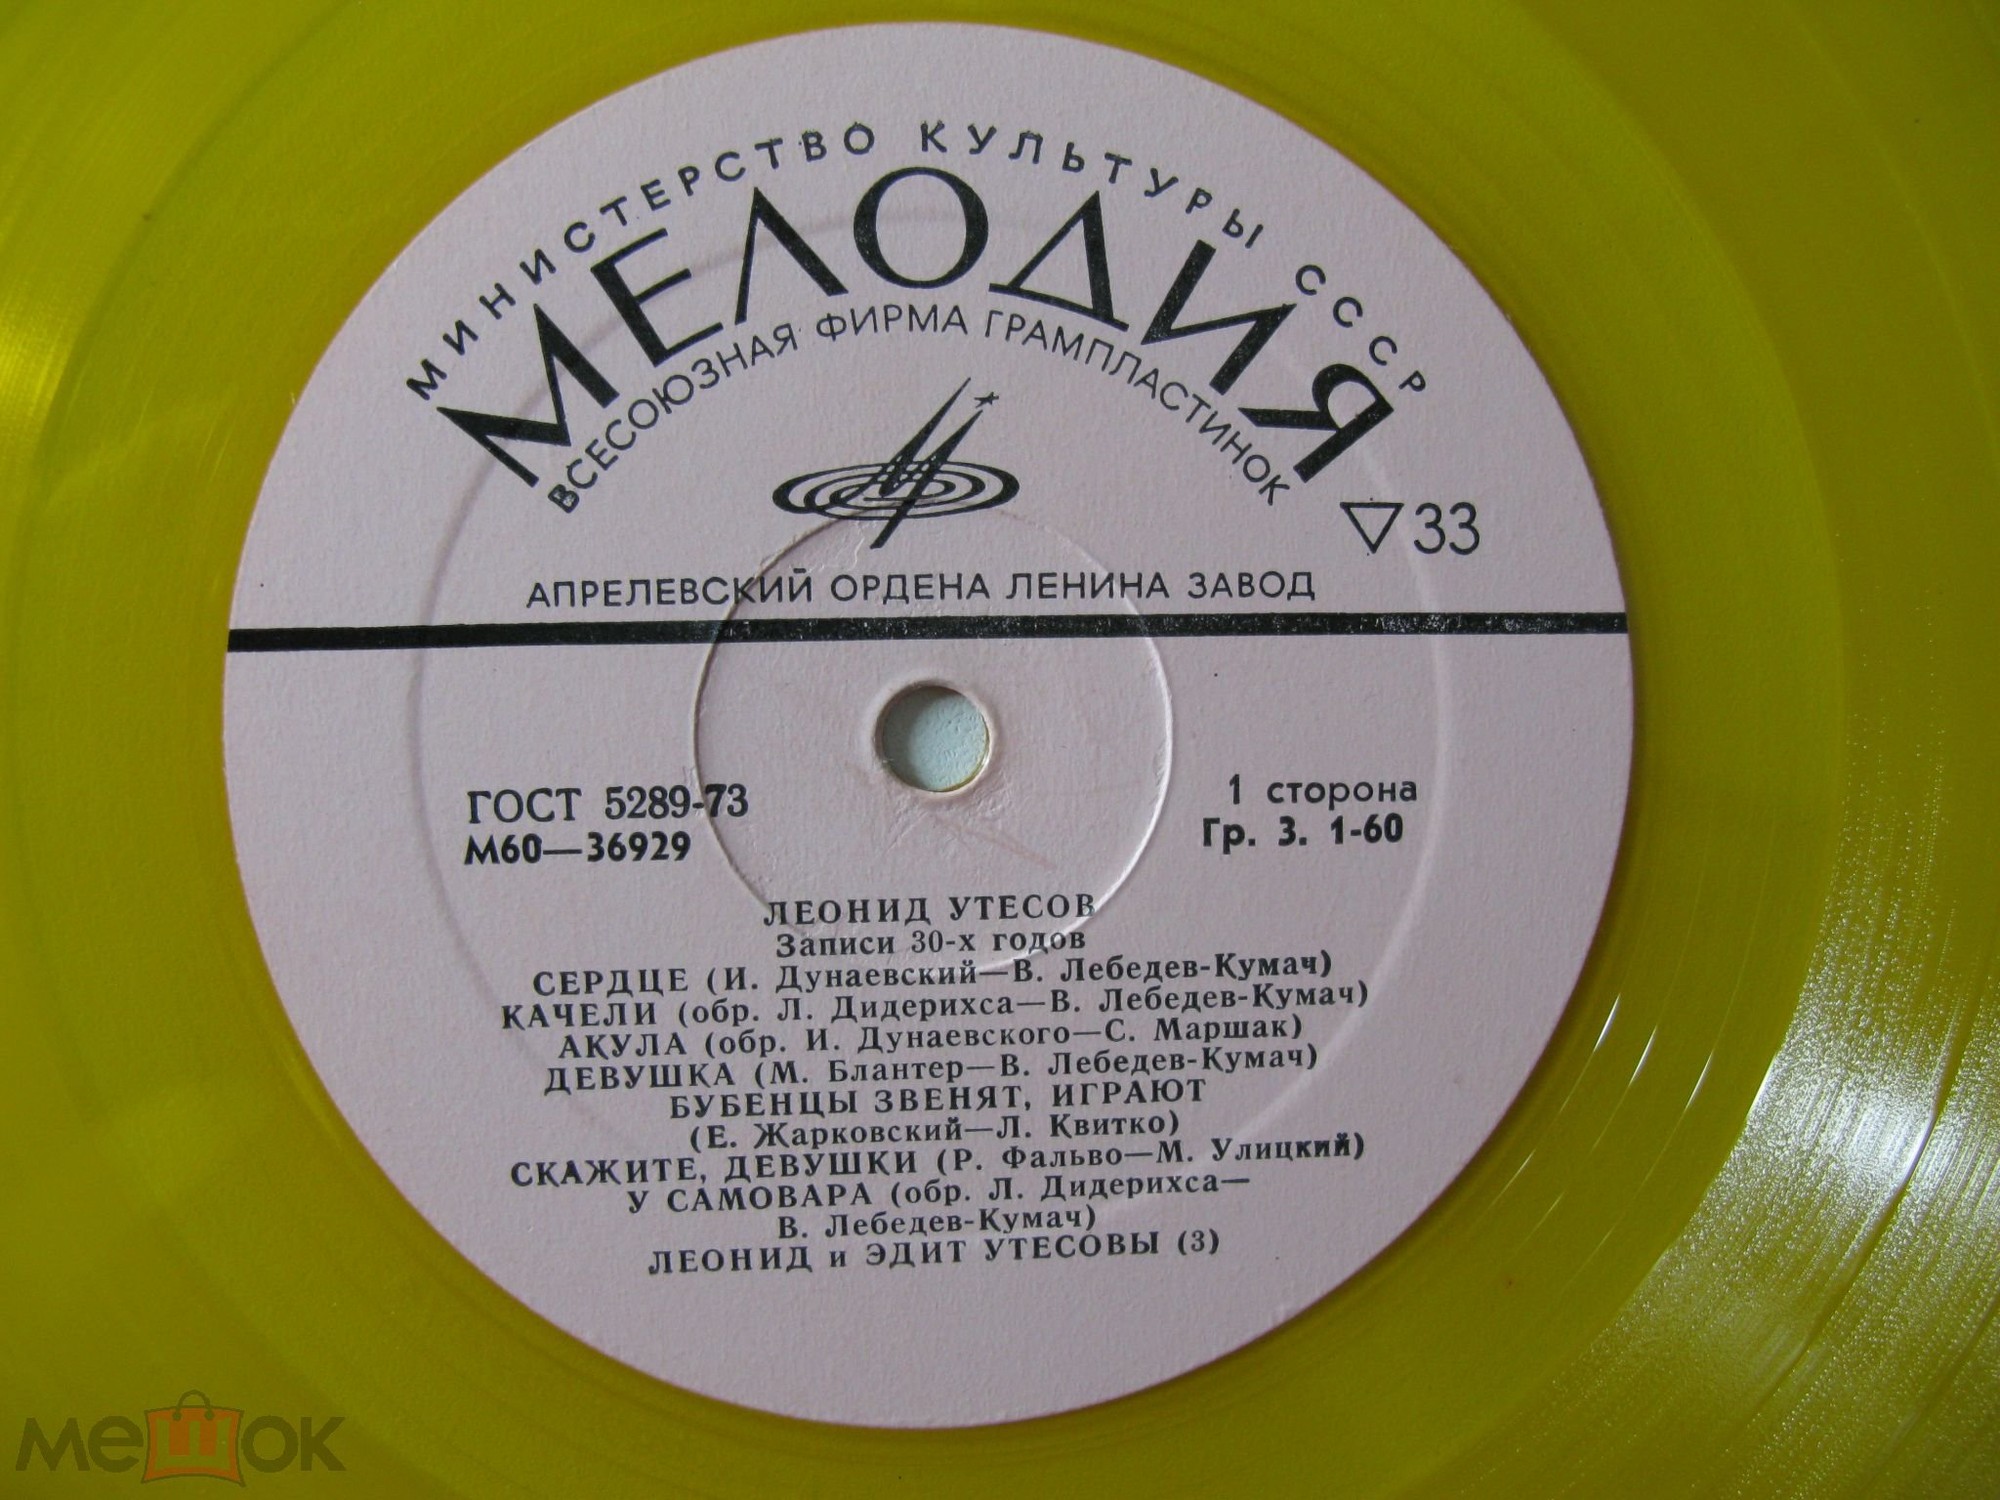 МИНИСТЕРСТВО КУЛЬТУРЫ СССР
МЕЛОДИЯ
ВСЕСОЮЗНАЯ ФИРМА ГРАМПЛАСТИНОК
▽33
АПРЕЛЕВСКИЙ ОРДЕНА ЛЕНИНА ЗАВОД
ГОСТ 5289-73
М60—36929
1 сторона
Гр. 3. 1-60
ЛЕОНИД УТЕСОВ
Записи 30-х годов
СЕРДЦЕ (И. Дунаевский—В. Лебедев-Кумач)
КАЧЕЛИ (обр. Л. Дидерихса—В. Лебедев-Кумач)
АКУЛА (обр. И. Дунаевского—С. Маршак)
ДЕВУШКА (М. Блантер—В. Лебедев-Кумач)
БУБЕНЦЫ ЗВЕНЯТ, ИГРАЮТ
(Е. Жарковский—Л. Квитко)
СКАЖИТЕ, ДЕВУШКИ (Р. Фальво—М. Улицкий)
У САМОВАРА (обр. Л. Дидерихса—
В. Лебедев-Кумач)
ЛЕОНИД и ЭДИТ УТЕСОВЫ (3)
мешок